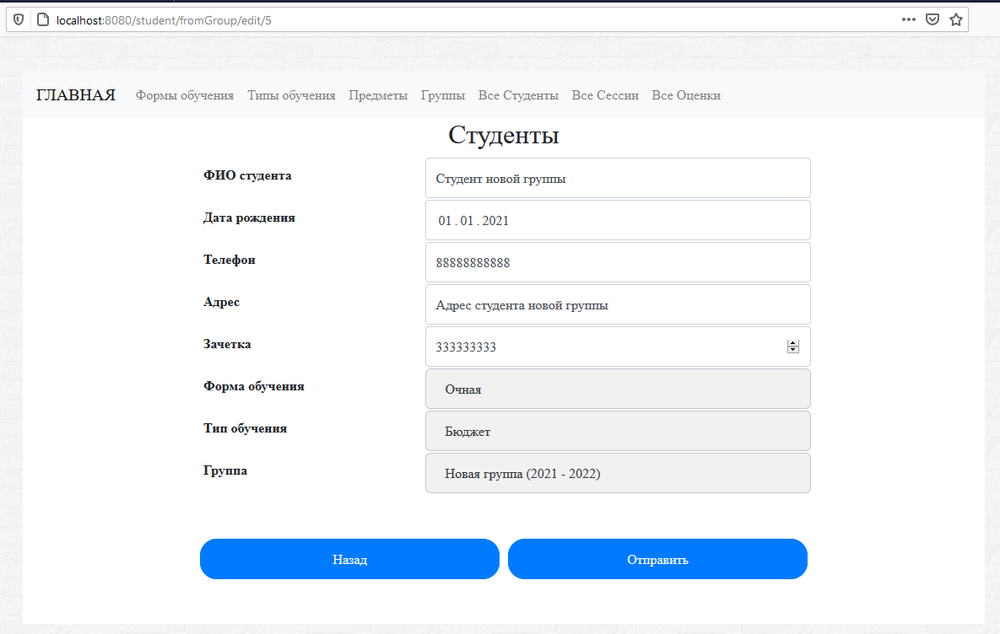 localhost:8080/student/fromGroup/edit/5
ГЛАВНАЯ Формы обучения Типы обучения Предметы Группы Все Студенты Все Сессии Все Оценки
Студенты
ФИО студента Студент новой группы
Дата рождения 01 . 01 . 2021
Телефон 88888888888
Адрес Адрес студента новой группы
Зачетка 333333333
Форма обучения Очная
Тип обучения Бюджет
Группа Новая группа (2021 - 2022)
Назад Отправить